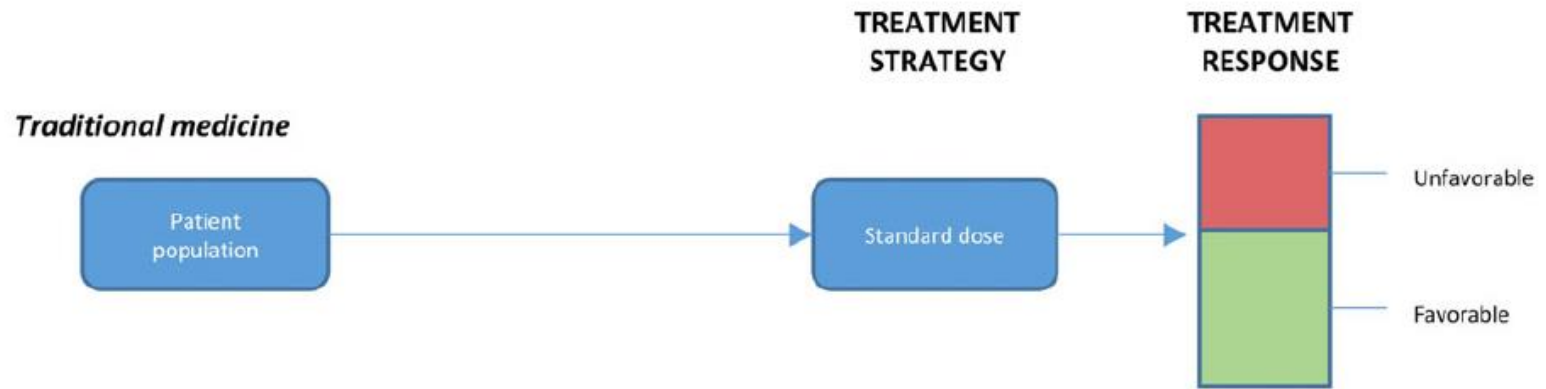 TREATMENT
STRATEGY
TREATMENT
RESPONSE
Traditional medicine
Patient
population
Standard dose
Unfavorable
Favorable